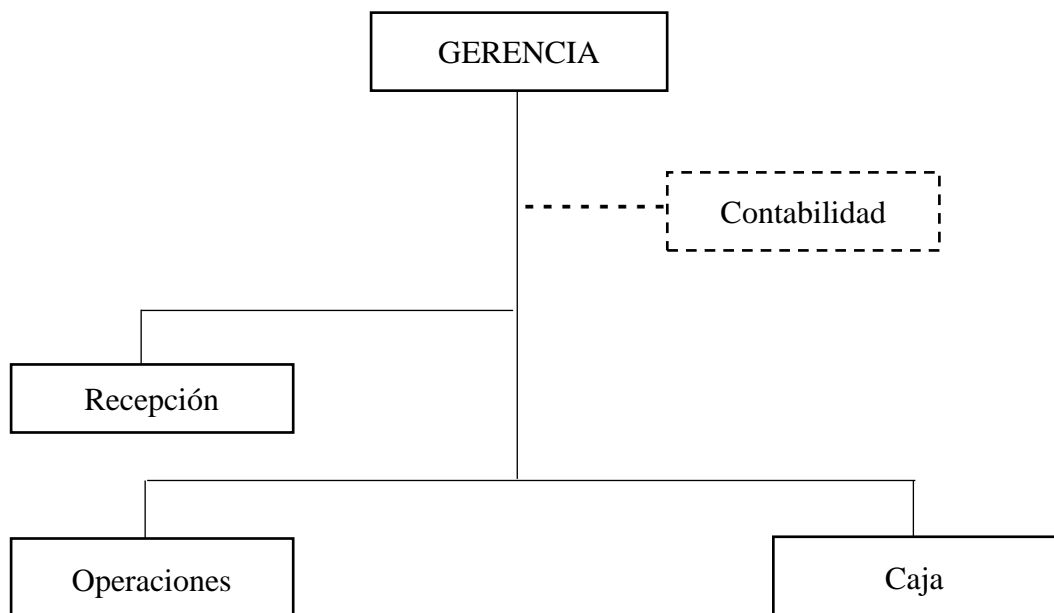 GERENCIA
Contabilidad
Recepción
Operaciones
Caja